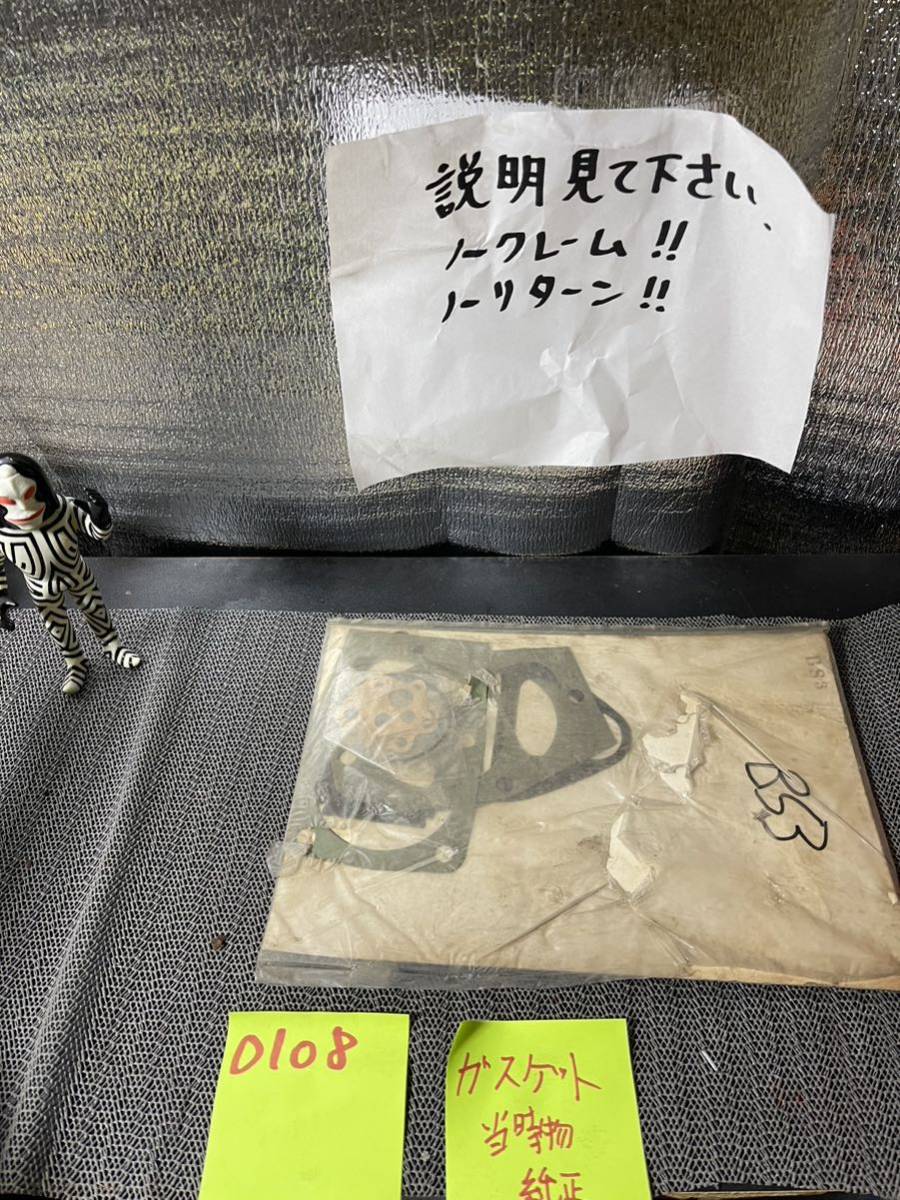 説明見て下さい、
ノークレーム!!
ノーリターン!!
BS3
D108
ガスケット
当時物
純正